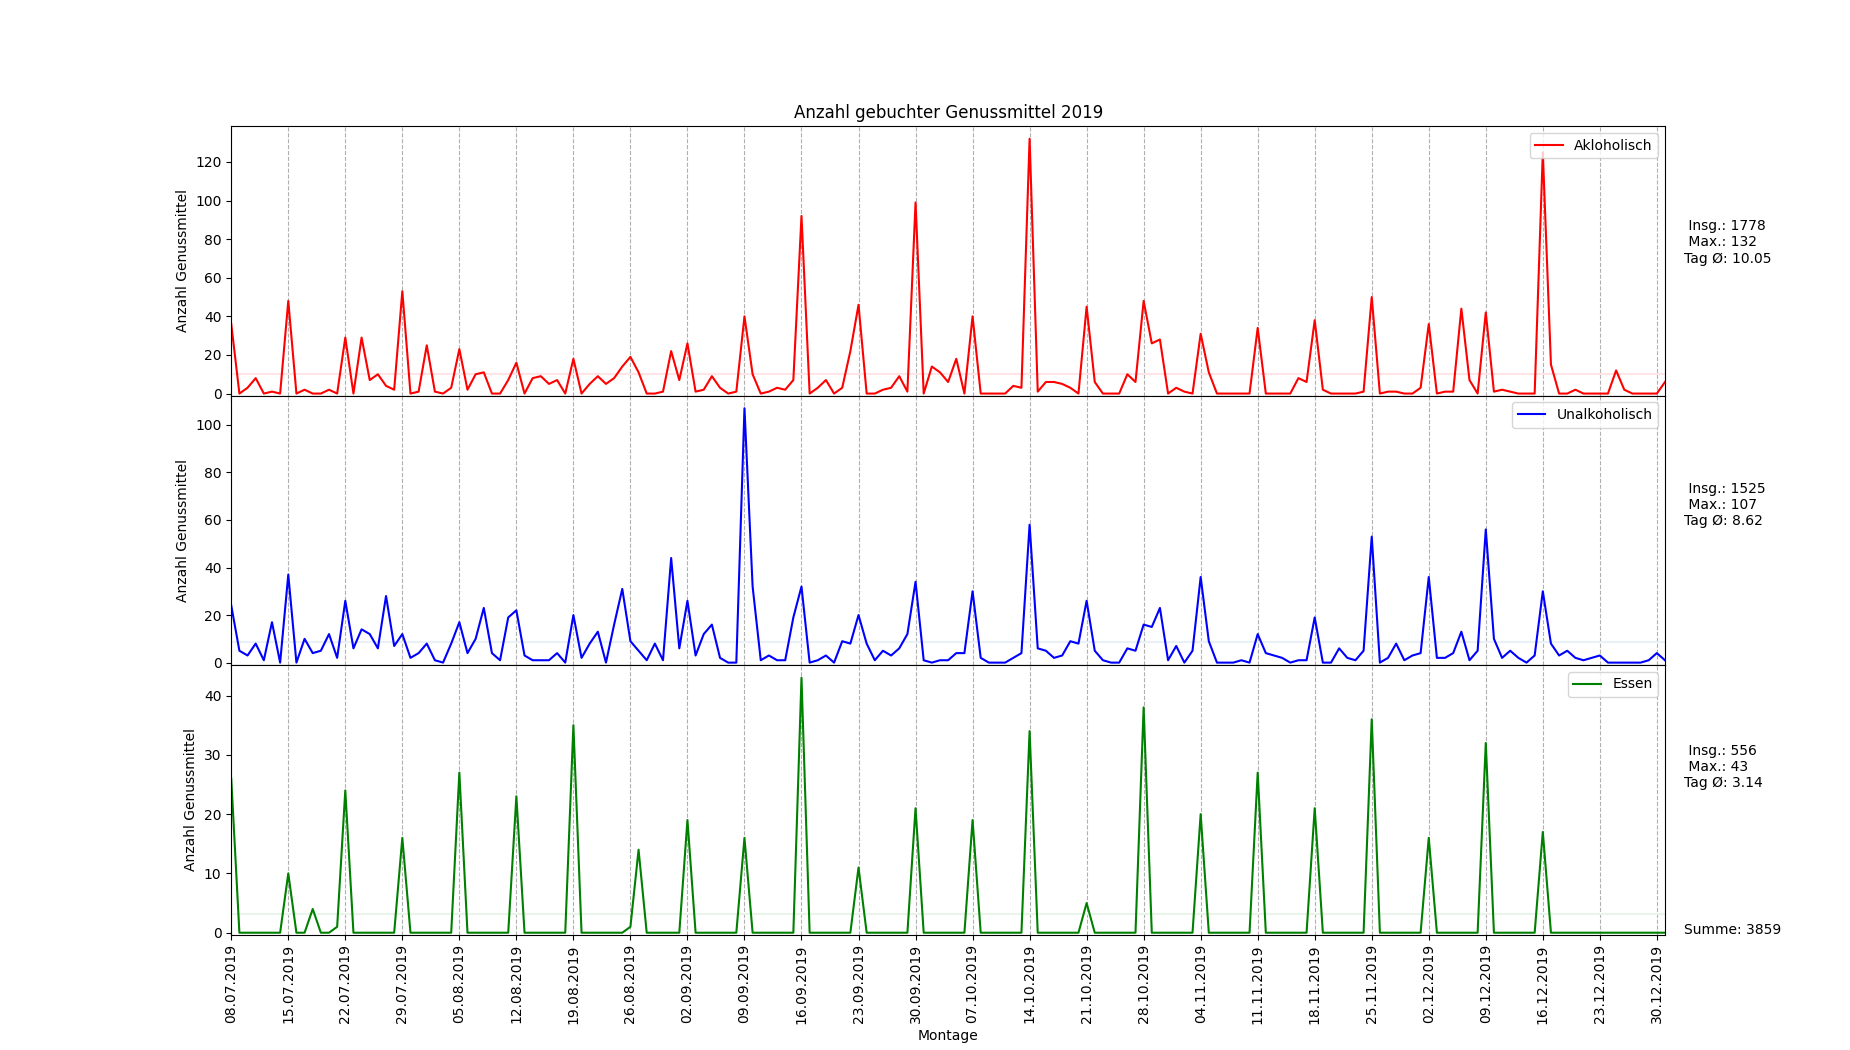 Anzahl gebuchter Genussmittel 2019
Akloholisch
120
100
80
60
40
20
0
Anzahl Genussmittel
Insg.: 1778
Max.: 132
Tag Ø: 10.05
Unalkoholisch
100
80
60
40
20
0
Anzahl Genussmittel
Insg.: 1525
Max.: 107
Tag Ø: 8.62
Essen
40
30
20
10
0
Anzahl Genussmittel
Insg.: 556
Max.: 43
Tag Ø: 3.14
Summe: 3859
08.07.2019
15.07.2019
22.07.2019
29.07.2019
05.08.2019
12.08.2019
19.08.2019
26.08.2019
02.09.2019
09.09.2019
16.09.2019
23.09.2019
30.09.2019
07.10.2019
14.10.2019
21.10.2019
28.10.2019
04.11.2019
11.11.2019
18.11.2019
25.11.2019
02.12.2019
09.12.2019
16.12.2019
23.12.2019
30.12.2019
Montage